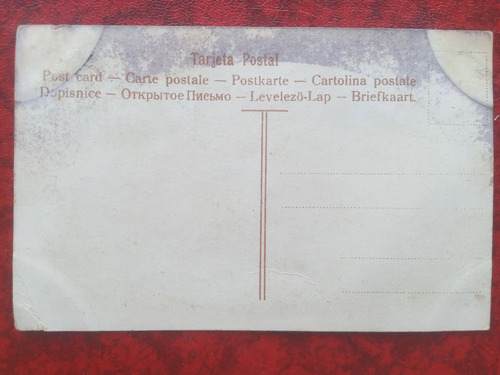 Tarjeta Postal
Post card — Carte postale — Postkarte — Cartolina postale
Dopisnice — Открытое Письмо — Levelezö-Lap — Briefkaart.